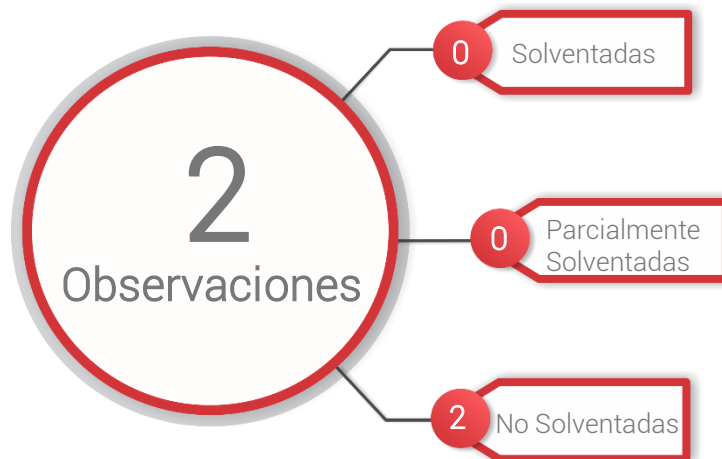 2
Observaciones
0
Solventadas
0
Parcialmente
Solventadas
2
No Solventadas